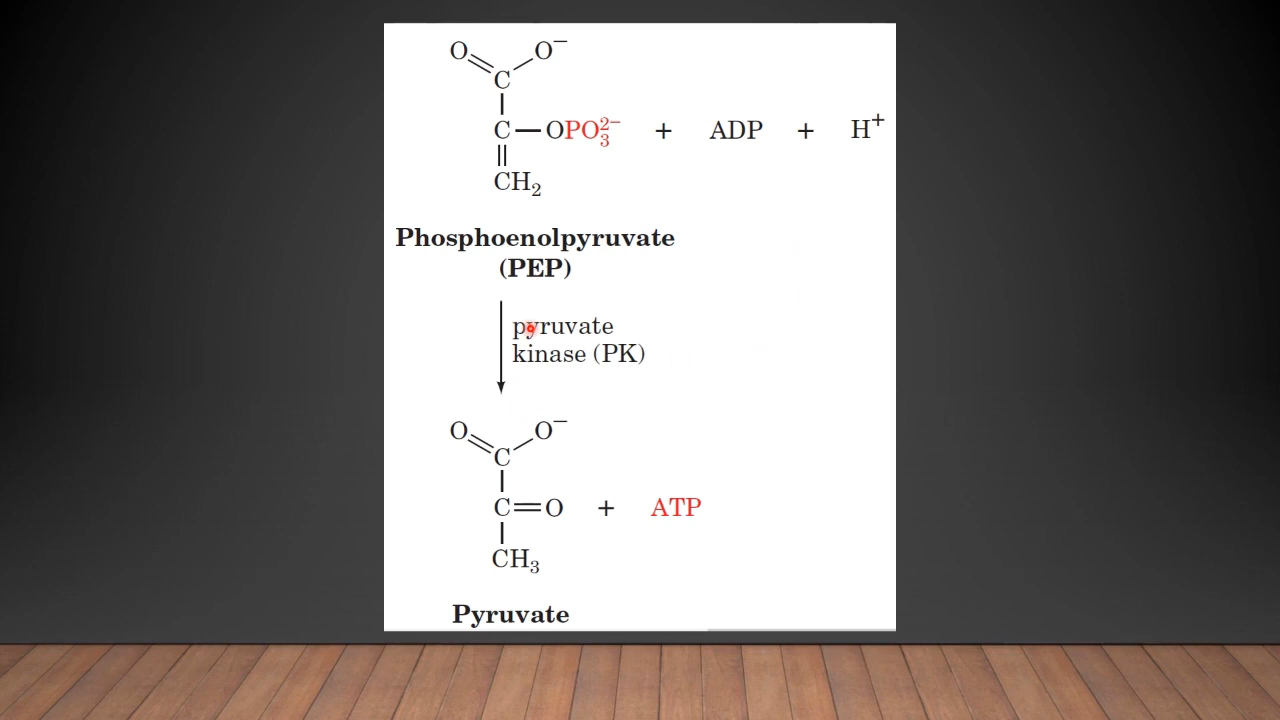 O O⁻
C
C — OPO₃²⁻ + ADP + H⁺
CH₂
Phosphoenolpyruvate
(PEP)
pyruvate
kinase (PK)
O O⁻
C
C=O + ATP
CH₃
Pyruvate